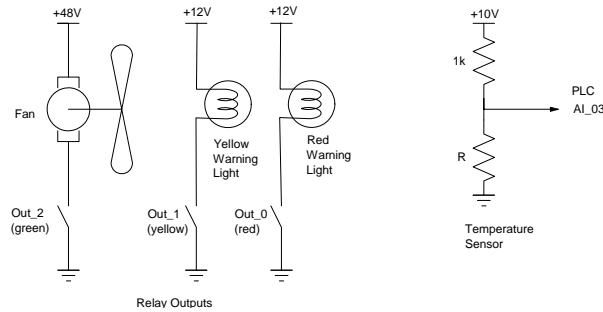 +48V
+12V
+12V
+10V
1k
PLC
AI_03
Fan
Yellow
Warning
Light
Red
Warning
Light
R
Out_2
(green)
Out_1
(yellow)
Out_0
(red)
Temperature
Sensor
Relay Outputs